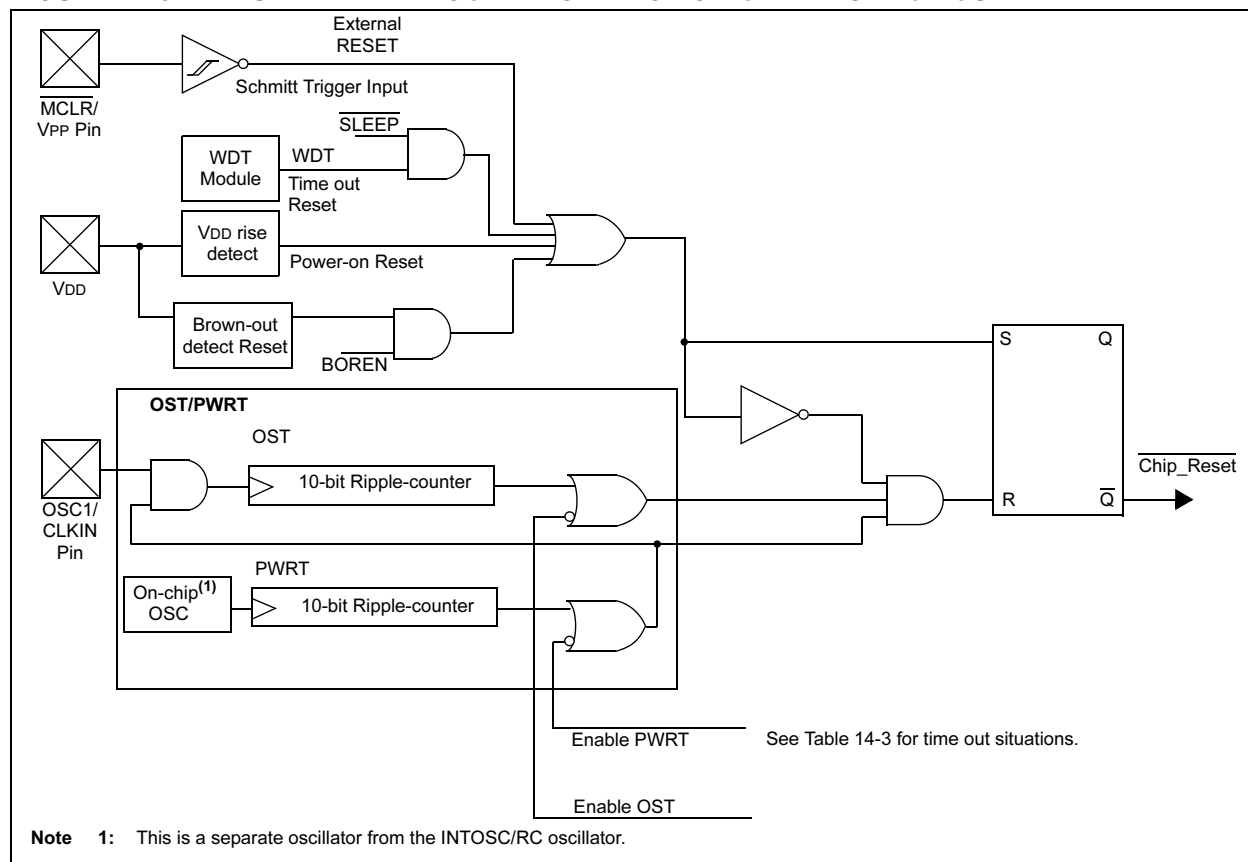 External
RESET
Schmitt Trigger Input
MCLR/
VPP Pin
SLEEP
WDT
Module
WDT
Time out
Reset
VDD rise
detect
Power-on Reset
VDD
Brown-out
detect Reset
BOREN
S
Q
R
Q
Chip_Reset
OST/PWRT
OST
10-bit Ripple-counter
OSC1/
CLKIN
Pin
PWRT
On-chip(1)
OSC
10-bit Ripple-counter
Enable PWRT
See Table 14-3 for time out situations.
Enable OST
Note 1: This is a separate oscillator from the INTOSC/RC oscillator.